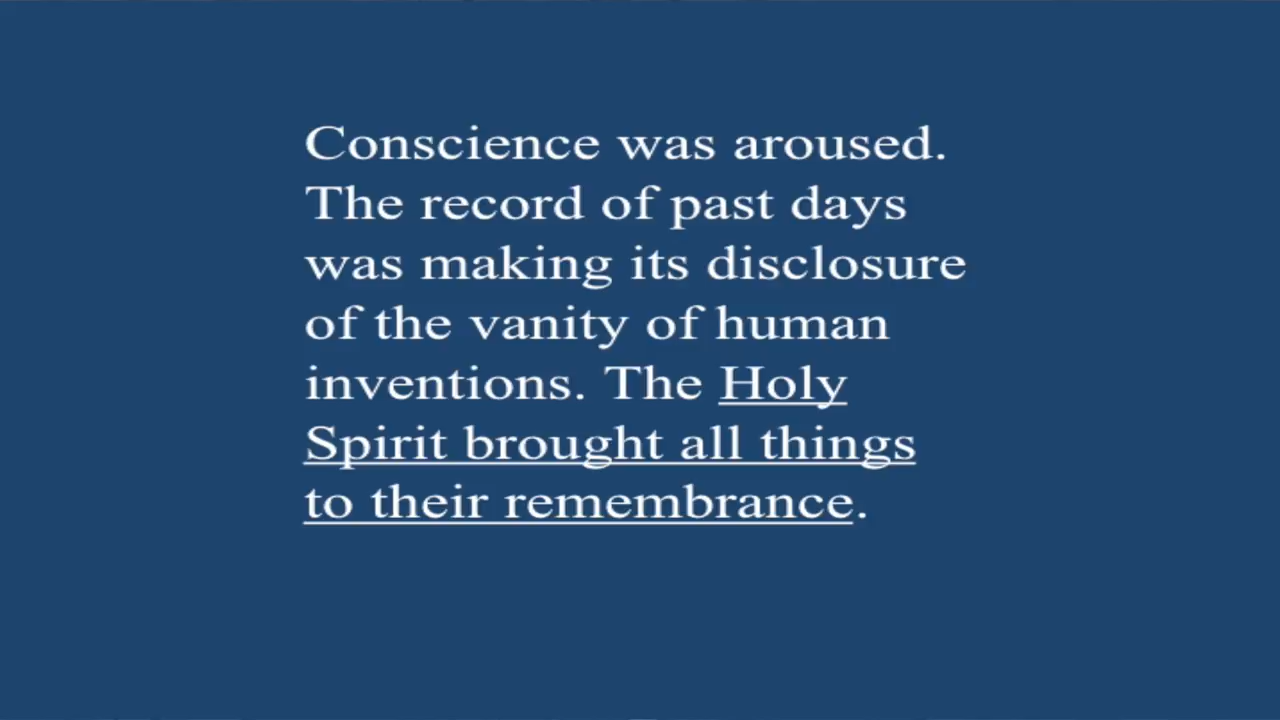 Conscience was aroused.
The record of past days
was making its disclosure
of the vanity of human
inventions. The Holy
Spirit brought all things
to their remembrance.